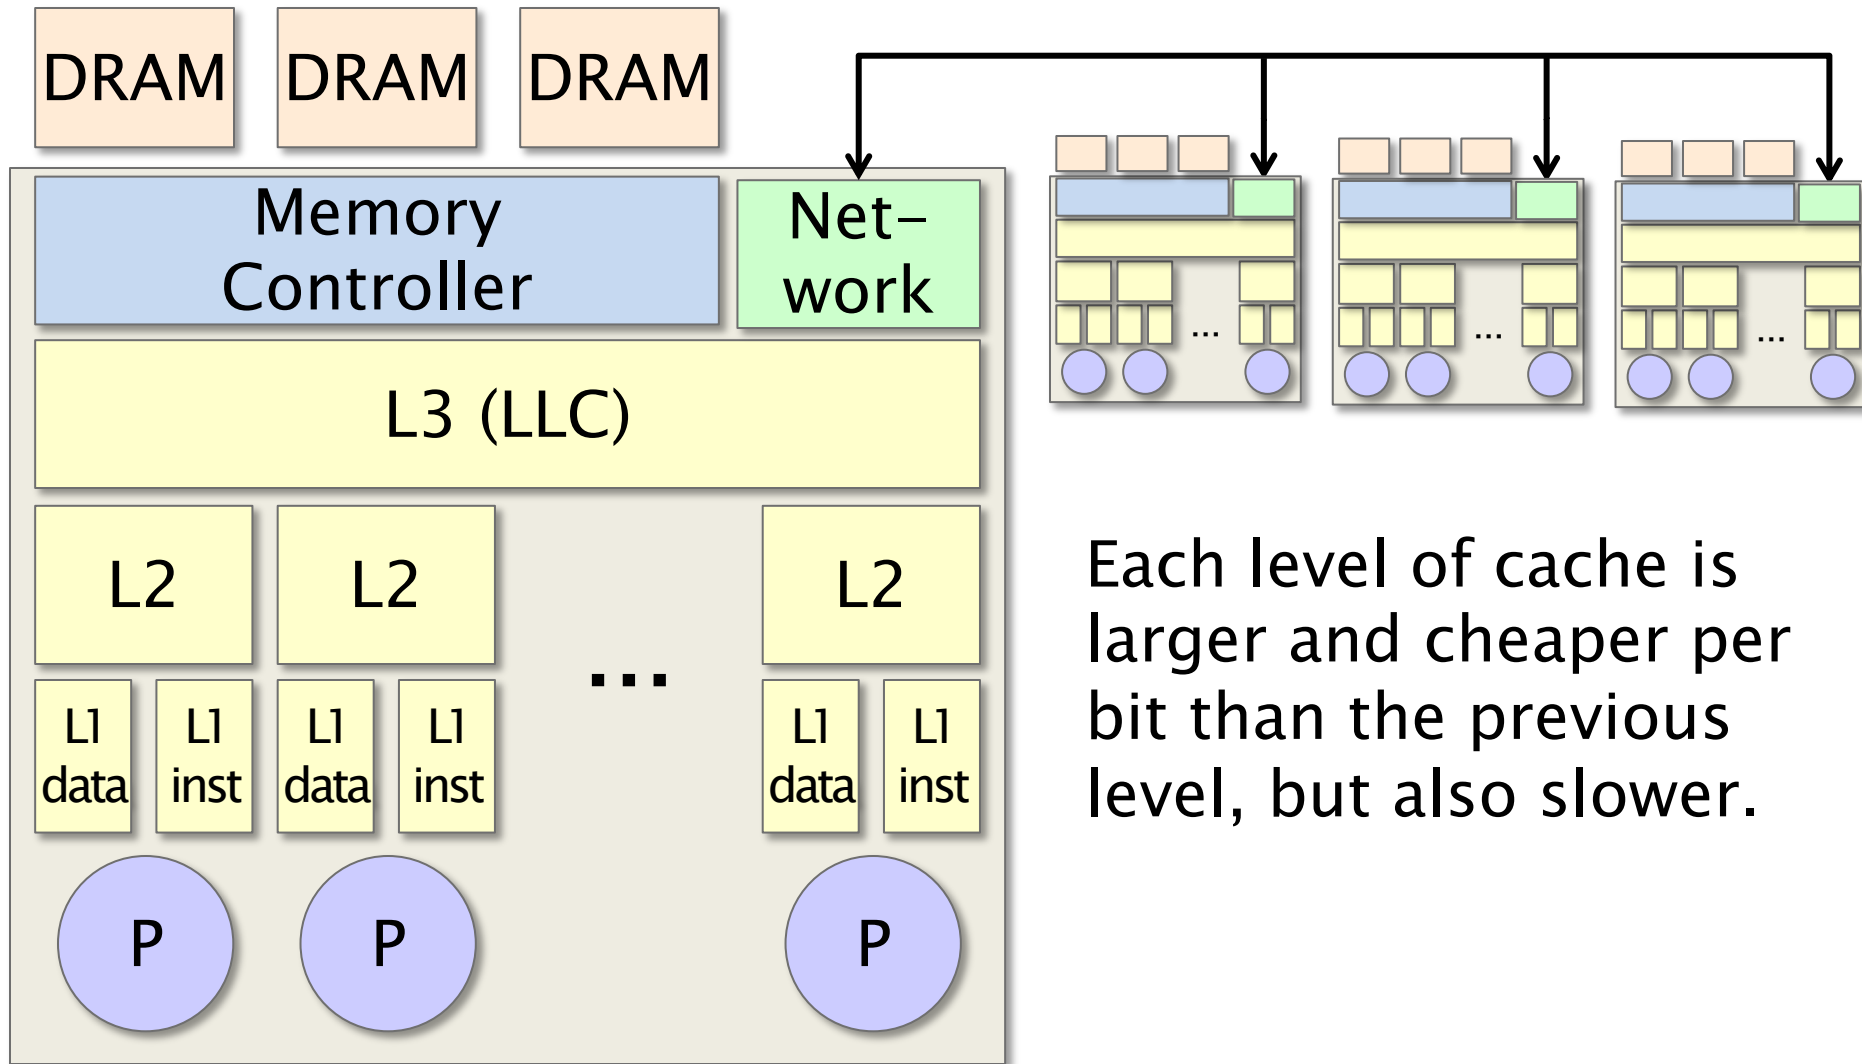 DRAM DRAM DRAM
Memory
Controller
Net-
work
L3 (LLC)
L2 L2 L2
...
L1
data
L1
inst
L1
data
L1
inst
L1
data
L1
inst
P P P
... ... ...
Each level of cache is
larger and cheaper per
bit than the previous
level, but also slower.